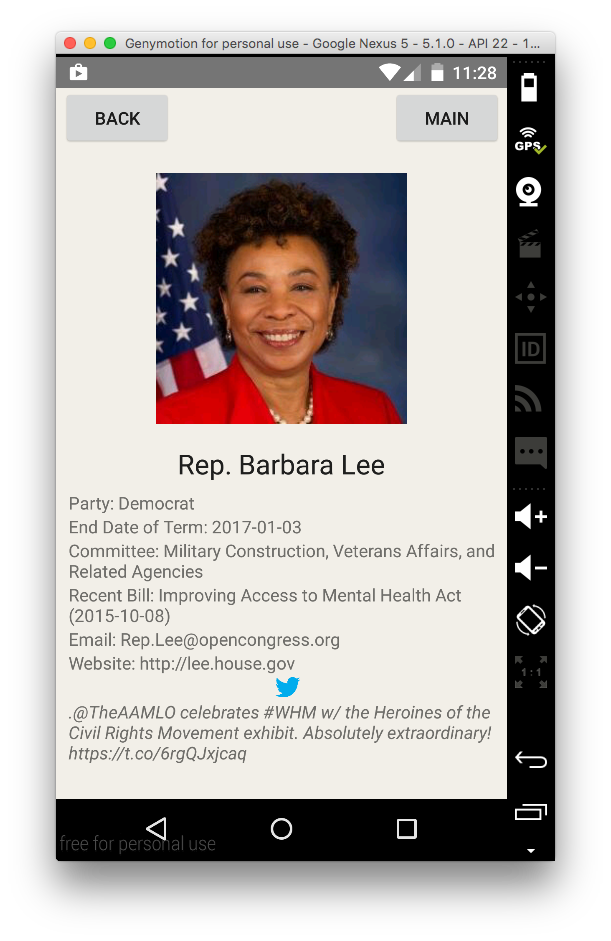 Genymotion for personal use - Google Nexus 5 - 5.1.0 - API 22 - 1...
11:28
GPS
BACK
MAIN
ID
Rep. Barbara Lee
Party: Democrat
End Date of Term: 2017-01-03
Committee: Military Construction, Veterans Affairs, and
Related Agencies
Recent Bill: Improving Access to Mental Health Act
(2015-10-08)
Email: Rep.Lee@opencongress.org
Website: http://lee.house.gov
1:1
.@TheAAMLO celebrates #WHM w/ the Heroines of the
Civil Rights Movement exhibit. Absolutely extraordinary!
https://t.co/6rgQJxjcaq
free for personal use